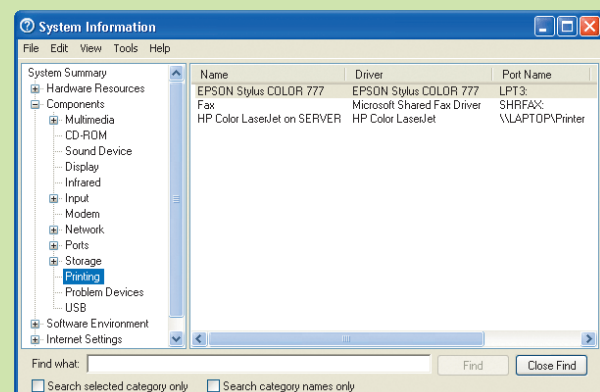 System Information
File Edit View Tools Help
System Summary
Hardware Resources
Components
Multimedia
CD-ROM
Sound Device
Display
Infrared
Input
Modem
Network
Ports
Storage
Printing
Problem Devices
USB
Software Environment
Internet Settings
Name Driver Port Name
EPSON Stylus COLOR 777 EPSON Stylus COLOR 777 LPT3:
Fax Microsoft Shared Fax Driver SHRFAX:
HP Color LaserJet on SERVER HP Color LaserJet \\LAPTOP\Printer
Find what: Find Close Find
Search selected category only Search category names only